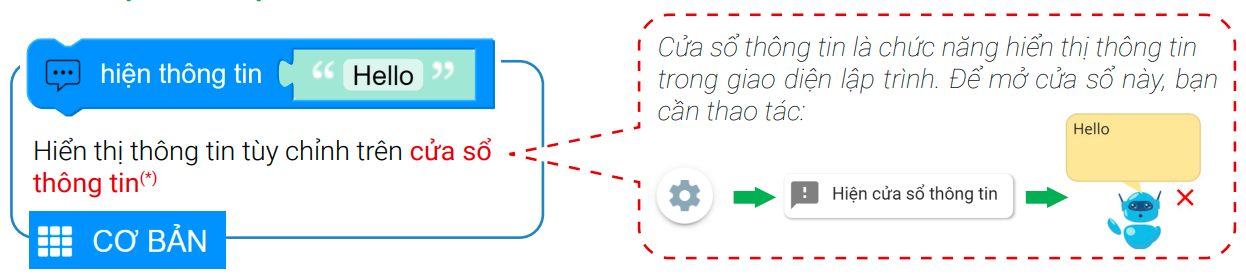 hiện thông tin “ Hello ”
Hiển thị thông tin tùy chỉnh trên cửa sổ
thông tin(*)
CƠ BẢN
Cửa sổ thông tin là chức năng hiển thị thông tin
trong giao diện lập trình. Để mở cửa sổ này, bạn
cần thao tác:
Hiện cửa sổ thông tin
Hello